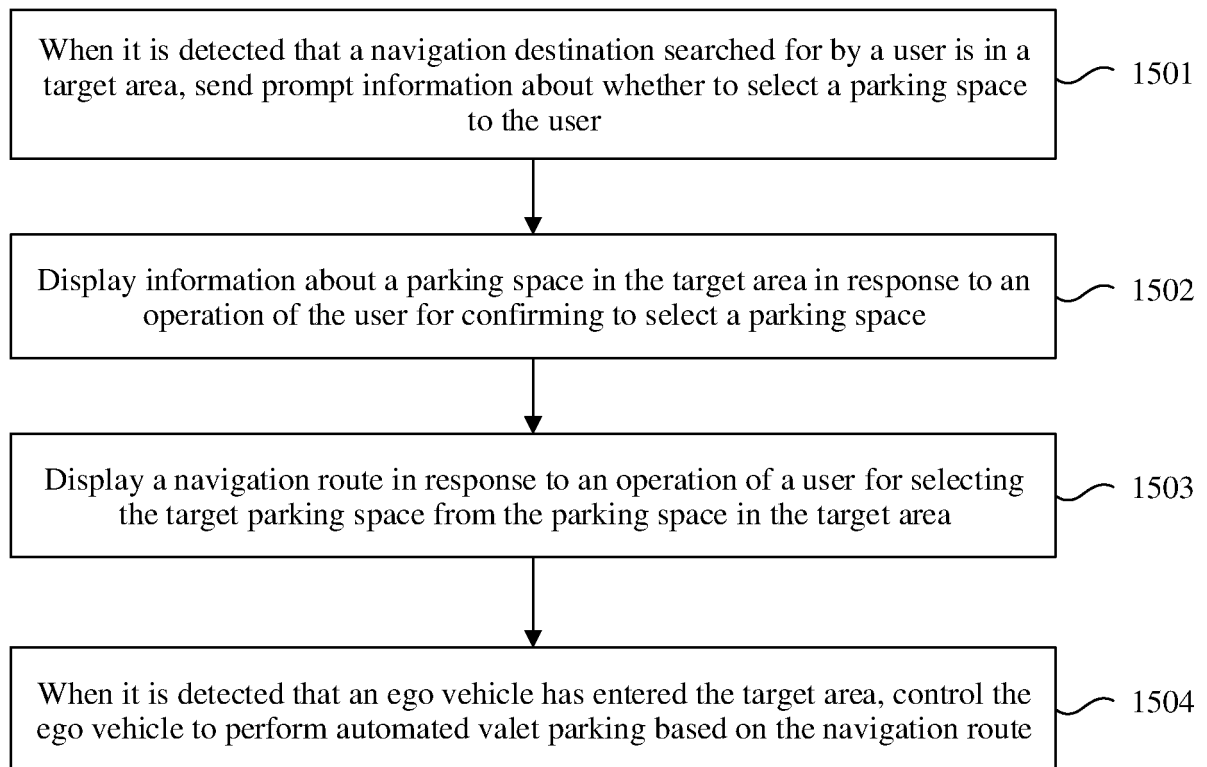 When it is detected that a navigation destination searched for by a user is in a
target area, send prompt information about whether to select a parking space
to the user
1501
Display information about a parking space in the target area in response to an
operation of the user for confirming to select a parking space
1502
Display a navigation route in response to an operation of a user for selecting
the target parking space from the parking space in the target area
1503
When it is detected that an ego vehicle has entered the target area, control the
ego vehicle to perform automated valet parking based on the navigation route
1504